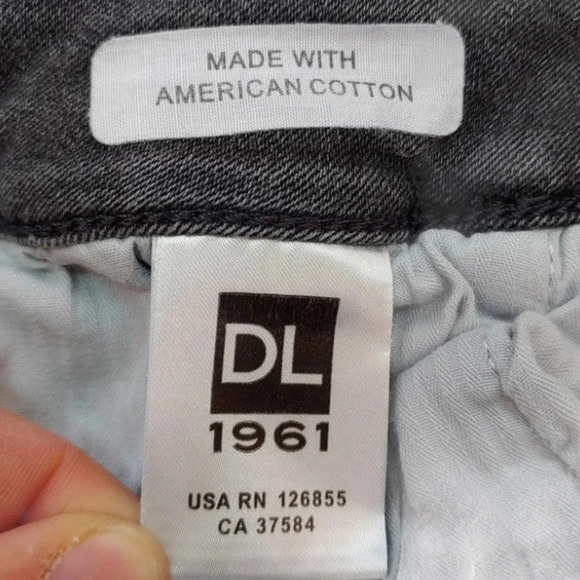 MADE WITH
AMERICAN COTTON
DL
1961
USA RN 126855
CA 37584